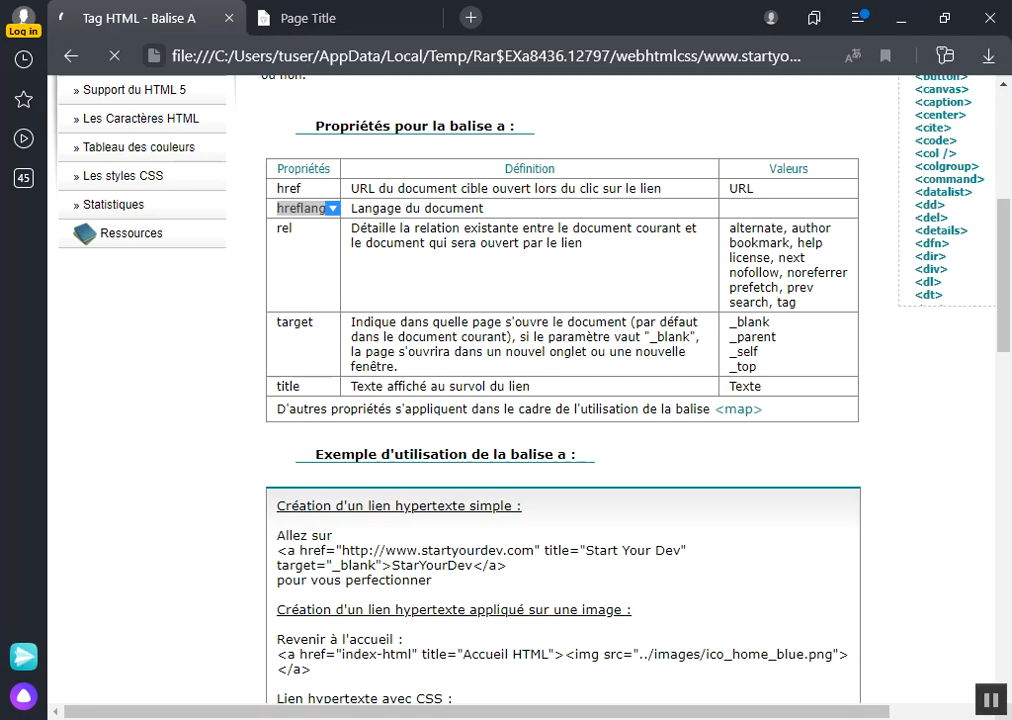 Tag HTML - Balise A
Page Title
Log in
file:///C:/Users/tuser/AppData/Local/Temp/Rar$EXa8436.12797/webhtmlcss/www.startyo...
45
» Support du HTML 5
» Les Caractères HTML
» Tableau des couleurs
» Les styles CSS
» Statistiques
Ressources
ou non.
Propriétés pour la balise a :
Propriétés Définition Valeurs
href URL du document cible ouvert lors du clic sur le lien URL
hreflang Langage du document
rel Détaille la relation existante entre le document courant et
le document qui sera ouvert par le lien
alternate, author
bookmark, help
license, next
nofollow, noreferrer
prefetch, prev
search, tag
target Indique dans quelle page s'ouvre le document (par défaut
dans le document courant), si le paramètre vaut "_blank",
la page s'ouvrira dans un nouvel onglet ou une nouvelle
fenêtre.
_blank
_parent
_self
_top
title Texte affiché au survol du lien Texte
D'autres propriétés s'appliquent dans le cadre de l'utilisation de la balise <map>
Exemple d'utilisation de la balise a :
Création d'un lien hypertexte simple :
Allez sur
<a href="http://www.startyourdev.com" title="Start Your Dev"
target="_blank">StarYourDev</a>
pour vous perfectionner
Création d'un lien hypertexte appliqué sur une image :
Revenir à l'accueil :
<a href="index-html" title="Accueil HTML"><img src="../images/ico_home_blue.png">
</a>
Lien hypertexte avec CSS :
<button>
<canvas>
<caption>
<center>
<cite>
<code>
<col />
<colgroup>
<command>
<datalist>
<dd>
<del>
<details>
<dfn>
<dir>
<div>
<dl>
<dt>